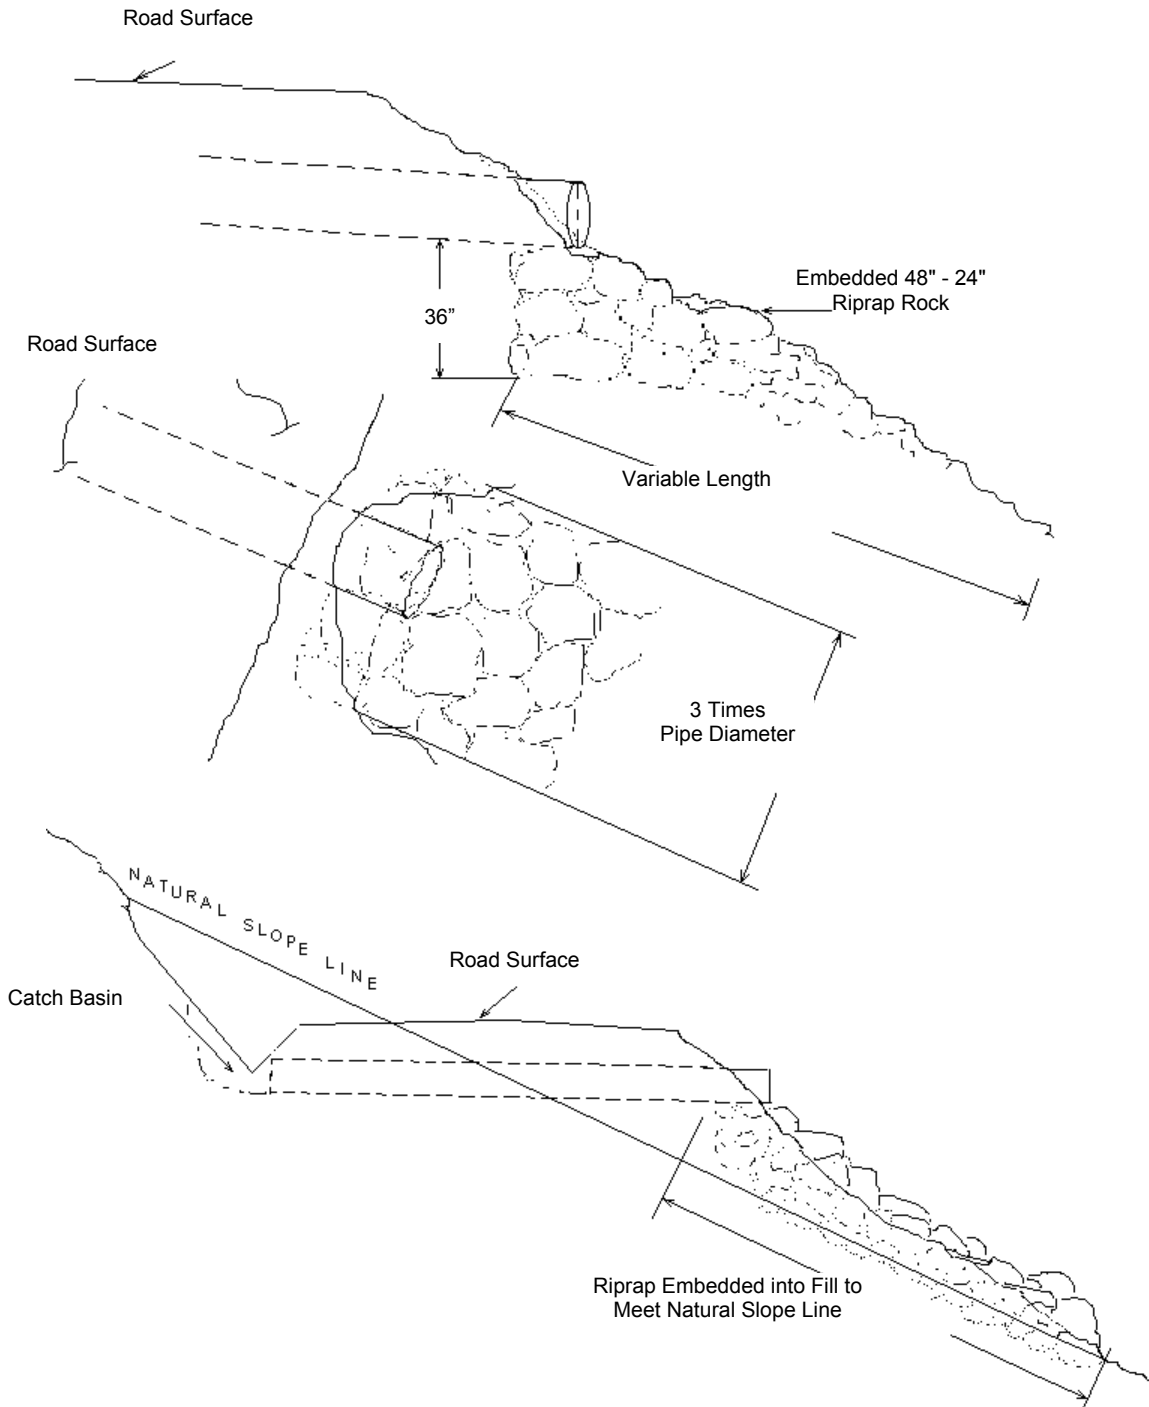 Road Surface
Embedded 48" - 24"
Riprap Rock
36”
Road Surface
Variable Length
3 Times
Pipe Diameter
NATURAL SLOPE LINE
Road Surface
Catch Basin
Riprap Embedded into Fill to
Meet Natural Slope Line